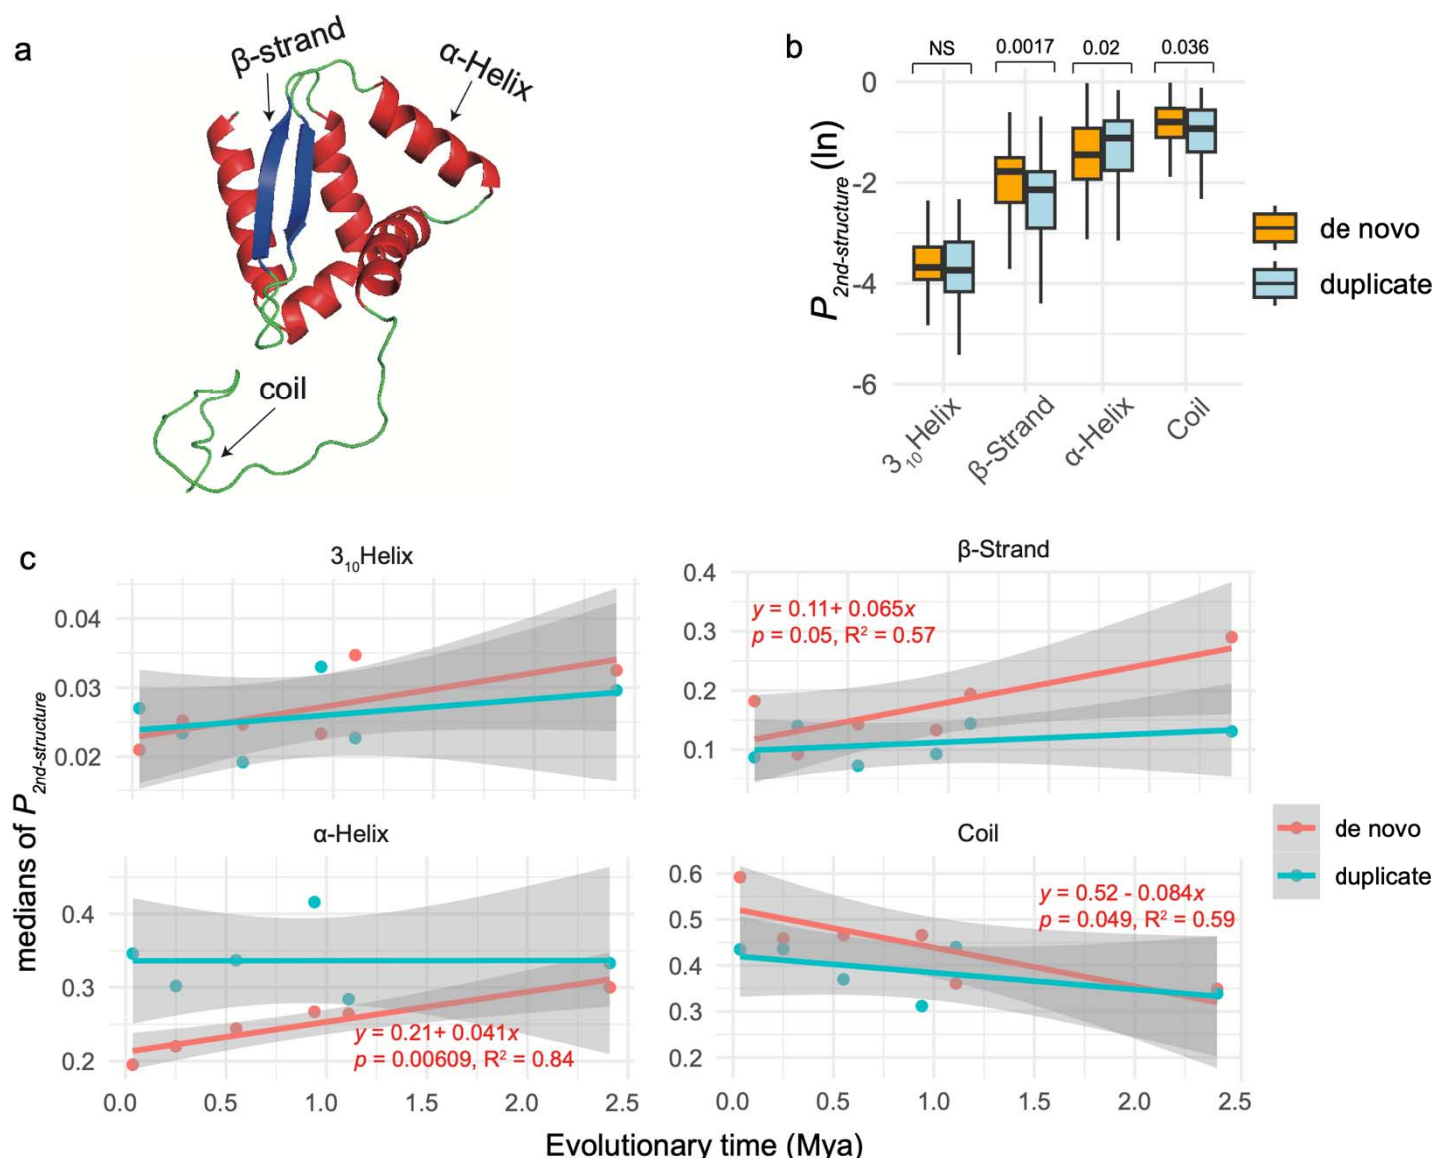 a
β-strand
α-Helix
coil
b
NS
0.0017
0.02
0.036
P 2nd-structure (ln)
0
-2
-4
-6
3₁₀Helix
β-Strand
α-Helix
Coil
de novo
duplicate
c
medians of P 2nd-structure
3₁₀Helix
0.04
0.03
0.02
β-Strand
0.4
0.3
0.2
0.1
y = 0.11+ 0.065x
p = 0.05, R² = 0.57
α-Helix
0.4
0.3
0.2
y = 0.21+ 0.041x
p = 0.00609, R² = 0.84
0.0 0.5 1.0 1.5 2.0 2.5
Coil
0.6
0.5
0.4
0.3
0.2
y = 0.52 - 0.084x
p = 0.049, R² = 0.59
0.0 0.5 1.0 1.5 2.0 2.5
de novo
duplicate
Evolutionary time (Mya)